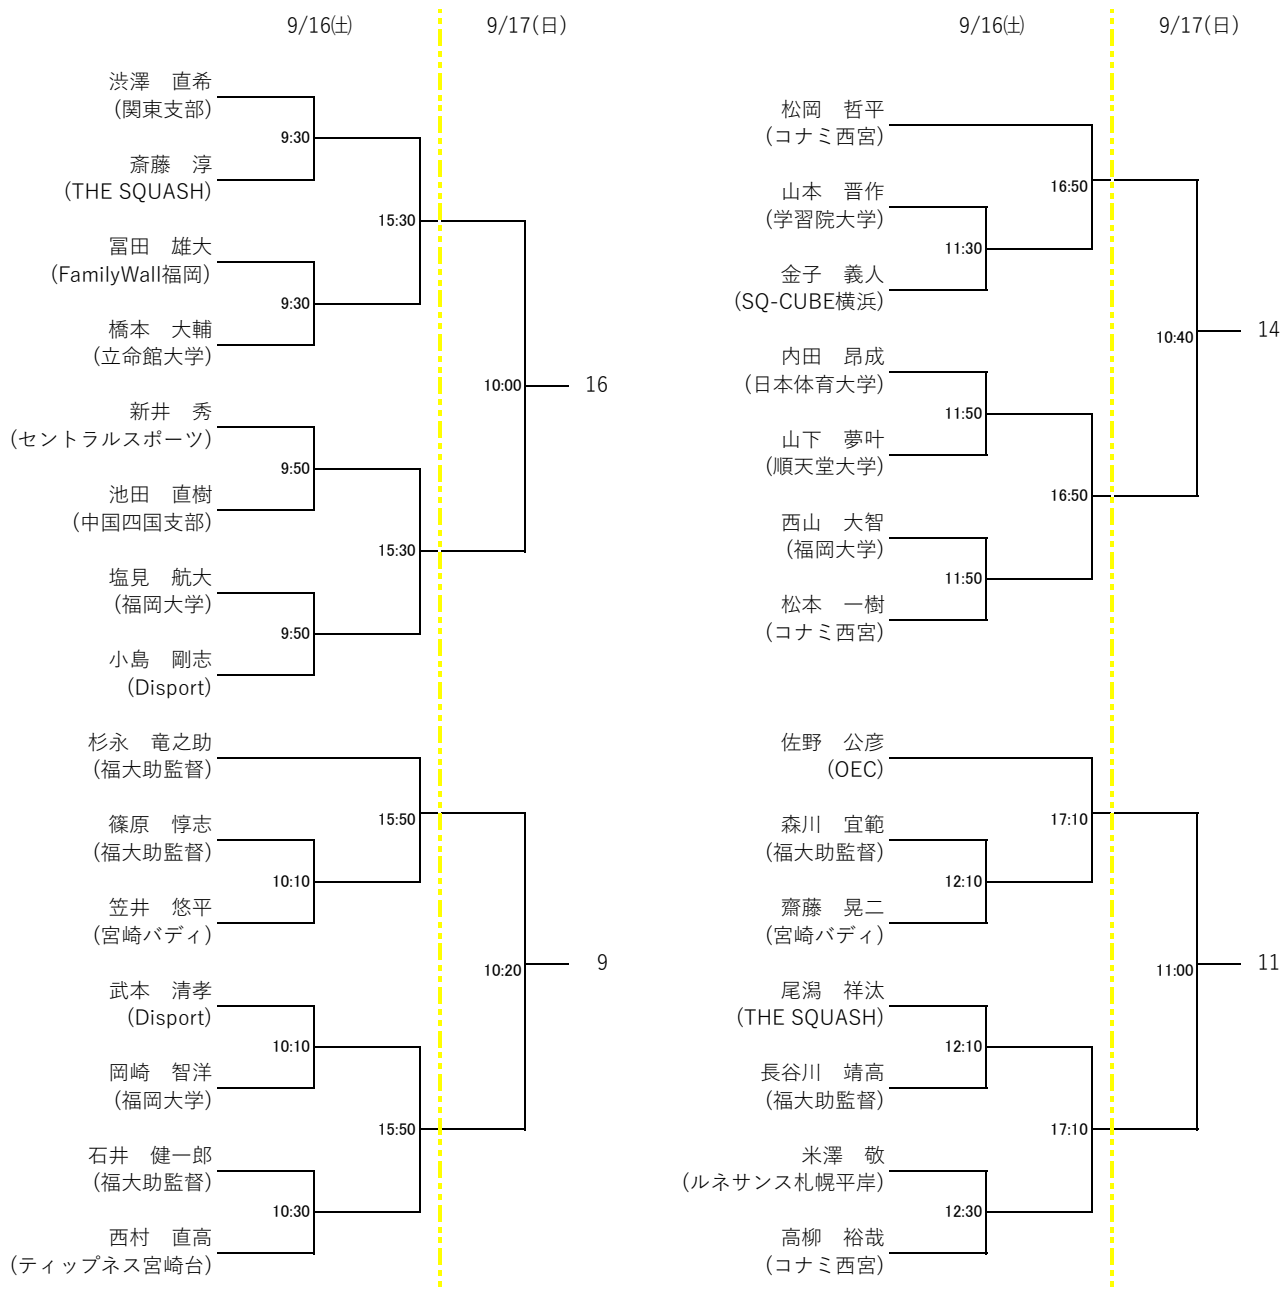 9/16㈯
9/17(日)
渋澤　直希
(関東支部)
9:30
斎藤　淳
(THE SQUASH)
15:30
冨田　雄大
(FamilyWall福岡)
9:30
橋本　大輔
(立命館大学)
10:00
16
新井　秀
(セントラルスポーツ)
9:50
池田　直樹
(中国四国支部)
15:30
塩見　航大
(福岡大学)
9:50
小島　剛志
(Disport)
杉永　竜之助
(福大助監督)
15:50
篠原　惇志
(福大助監督)
10:10
笠井　悠平
(宮崎バディ)
10:20
9
武本　清孝
(Disport)
10:10
岡崎　智洋
(福岡大学)
15:50
石井　健一郎
(福大助監督)
10:30
西村　直高
(ティップネス宮崎台)
9/16㈯
9/17(日)
松岡　哲平
(コナミ西宮)
16:50
山本　晋作
(学習院大学)
11:30
金子　義人
(SQ-CUBE横浜)
10:40
14
内田　昂成
(日本体育大学)
11:50
山下　夢叶
(順天堂大学)
16:50
西山　大智
(福岡大学)
11:50
松本　一樹
(コナミ西宮)
佐野　公彦
(OEC)
17:10
森川　宜範
(福大助監督)
12:10
齋藤　晃二
(宮崎バディ)
11:00
11
尾潟　祥汰
(THE SQUASH)
12:10
長谷川　靖高
(福大助監督)
17:10
米澤　敬
(ルネサンス札幌平岸)
12:30
高柳　裕哉
(コナミ西宮)